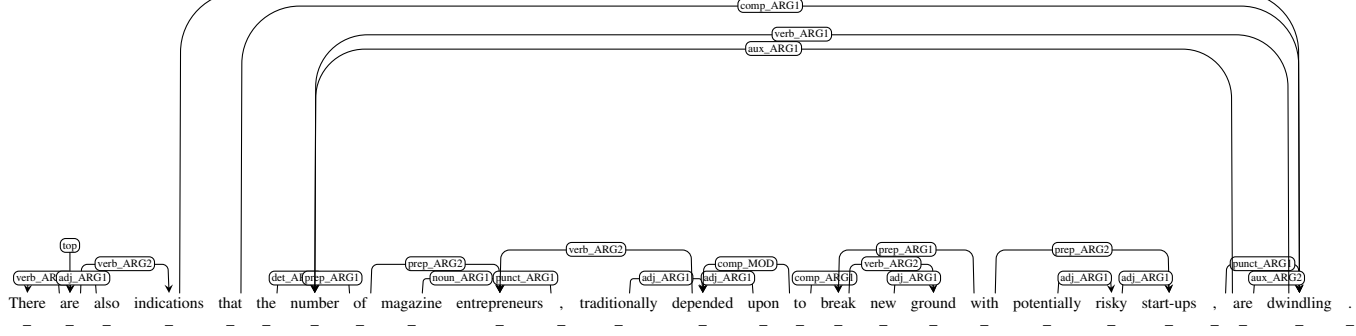 comp_ARG1
verb_ARG1
aux_ARG1
top
verb_ARG2 prep_ARG1
verb_ARG2 prep_ARG2 comp_MOD verb_ARG2 prep_ARG2 punct_ARG1
verb_AR adj_ARG1 det_A prep_ARG1 noun_ARG1 punct_ARG1 adj_ARG1 adj_ARG1 comp_ARG1 adj_ARG1 adj_ARG1 adj_ARG1 aux_ARG2
There are also indications that the number of magazine entrepreneurs , traditionally depended upon to break new ground with potentially risky start-ups , are dwindling .